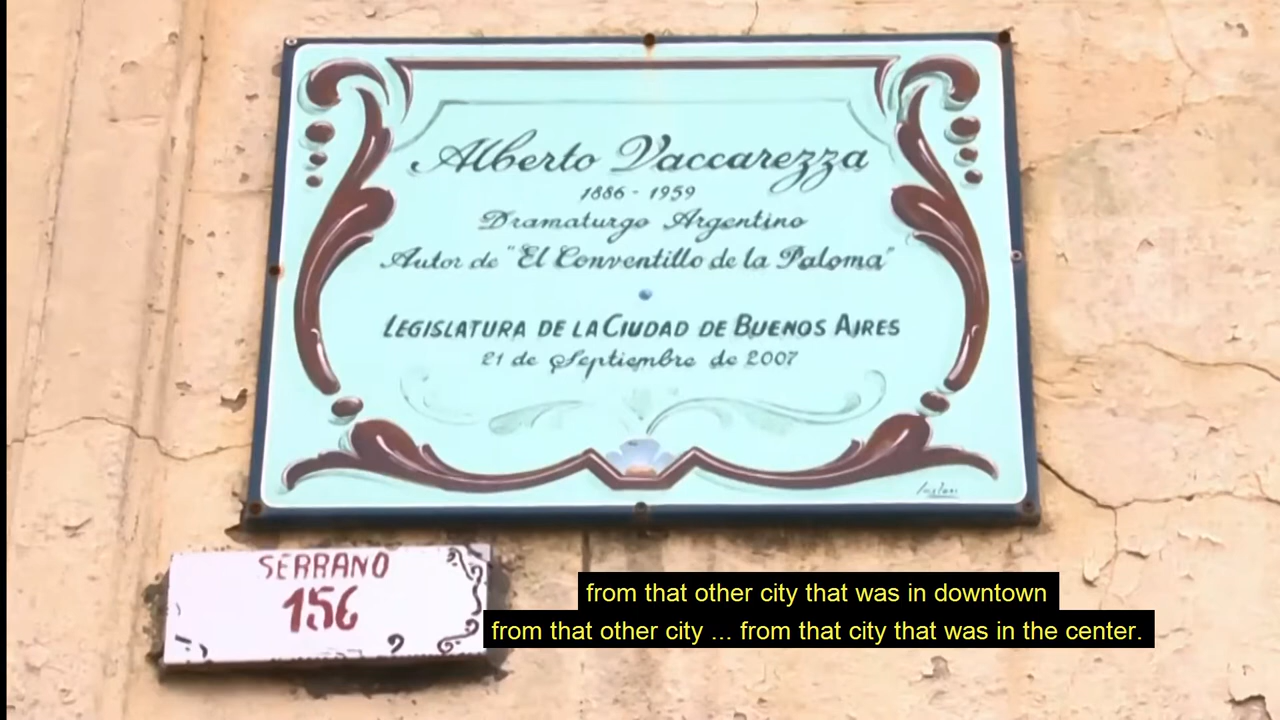 Alberto Vaccarezza
1886 - 1959
Dramaturgo Argentino
Autor de "El Conventillo de la Paloma"
LEGISLATURA DE LA CIUDAD DE BUENOS AIRES
21 de Septiembre de 2007
SERRANO
156
from that other city that was in downtown
from that other city ... from that city that was in the center.